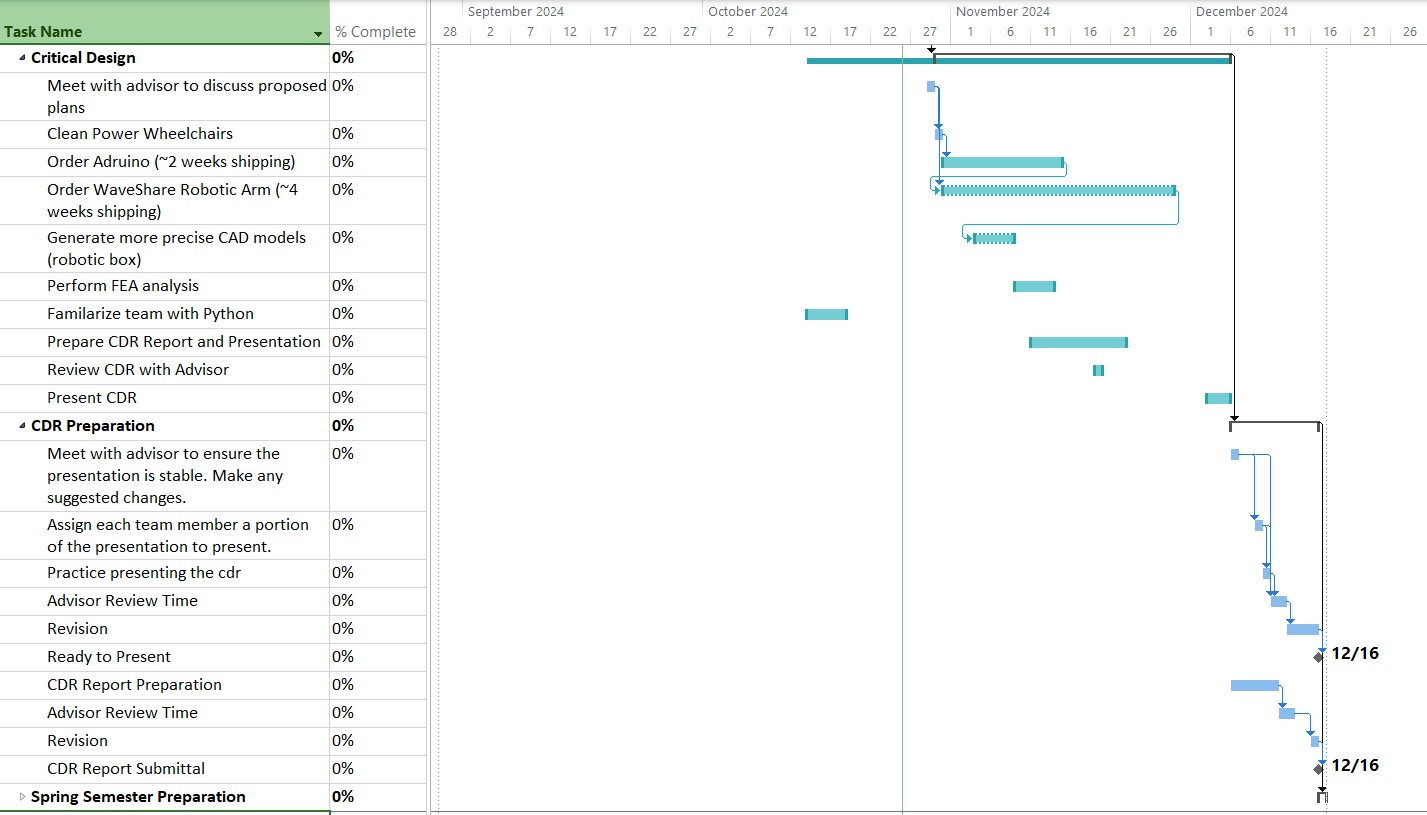 September 2024 October 2024 November 2024 December 2024
Task Name % Complete 28 2 7 12 17 22 27 2 7 12 17 22 27 1 6 11 16 21 26 1 6 11 16 21 26
Critical Design 0%
Meet with advisor to discuss proposed 0%
plans
Clean Power Wheelchairs 0%
Order Adruino (~2 weeks shipping) 0%
Order WaveShare Robotic Arm (~4 0%
weeks shipping)
Generate more precise CAD models 0%
(robotic box)
Perform FEA analysis 0%
Familarize team with Python 0%
Prepare CDR Report and Presentation 0%
Review CDR with Advisor 0%
Present CDR 0%
CDR Preparation 0%
Meet with advisor to ensure the 0%
presentation is stable. Make any
suggested changes.
Assign each team member a portion 0%
of the presentation to present.
Practice presenting the cdr 0%
Advisor Review Time 0%
Revision 0%
Ready to Present 0% 12/16
CDR Report Preparation 0%
Advisor Review Time 0%
Revision 0%
CDR Report Submittal 0% 12/16
Spring Semester Preparation 0%